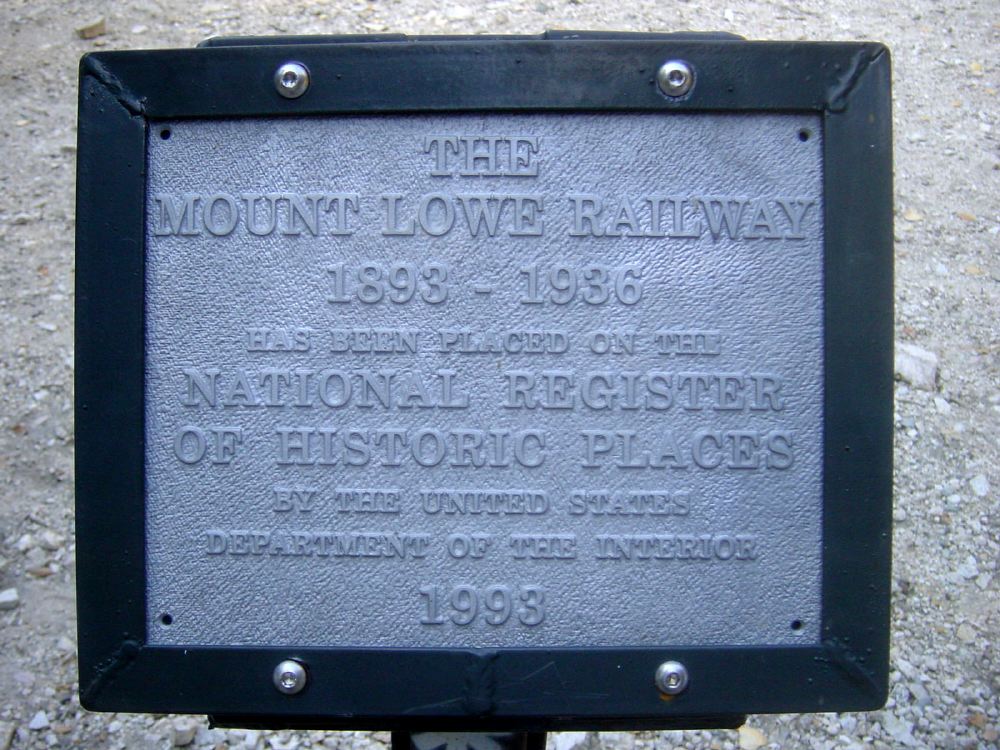 THE
MOUNT LOWE RAILWAY
1893 - 1936
HAS BEEN PLACED ON THE
NATIONAL REGISTER
OF HISTORIC PLACES
BY THE UNITED STATES
DEPARTMENT OF THE INTERIOR
1993